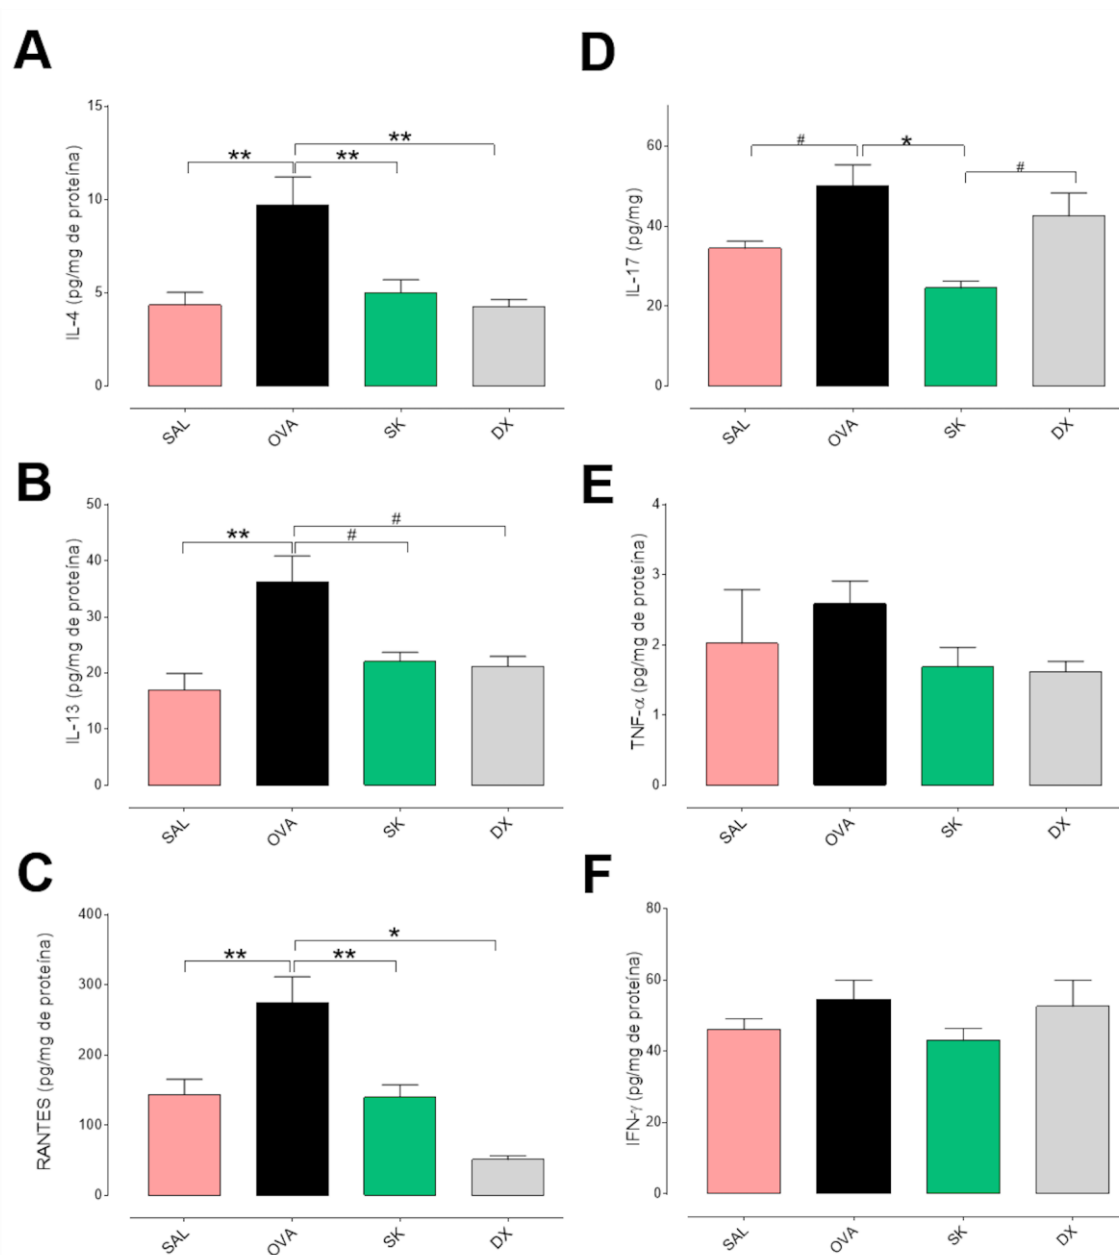 A
IL-4 (pg/mg de proteína)
15
10
5
0
**
**
**
SAL
OVA
SK
DX
D
IL-17 (pg/mg)
60
40
20
0
#
*
#
SAL
OVA
SK
DX
B
IL-13 (pg/mg de proteína)
50
40
30
20
10
0
**
#
#
SAL
OVA
SK
DX
E
TNF-α (pg/mg de proteína)
4
3
2
1
0
SAL
OVA
SK
DX
C
RANTES (pg/mg de proteína)
400
300
200
100
0
**
**
*
SAL
OVA
SK
DX
F
IFN-γ (pg/mg de proteína)
80
60
40
20
0
SAL
OVA
SK
DX